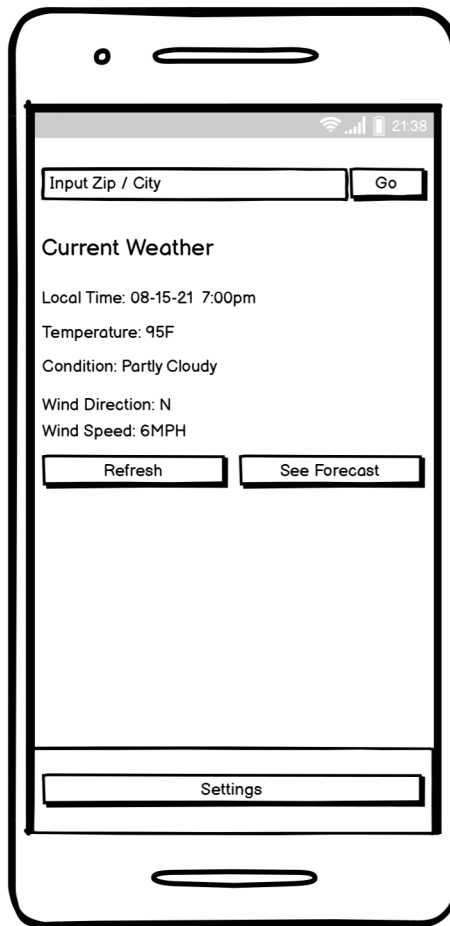 21:38
Input Zip / City Go
Current Weather
Local Time: 08-15-21 7:00pm
Temperature: 95F
Condition: Partly Cloudy
Wind Direction: N
Wind Speed: 6MPH
Refresh See Forecast
Settings